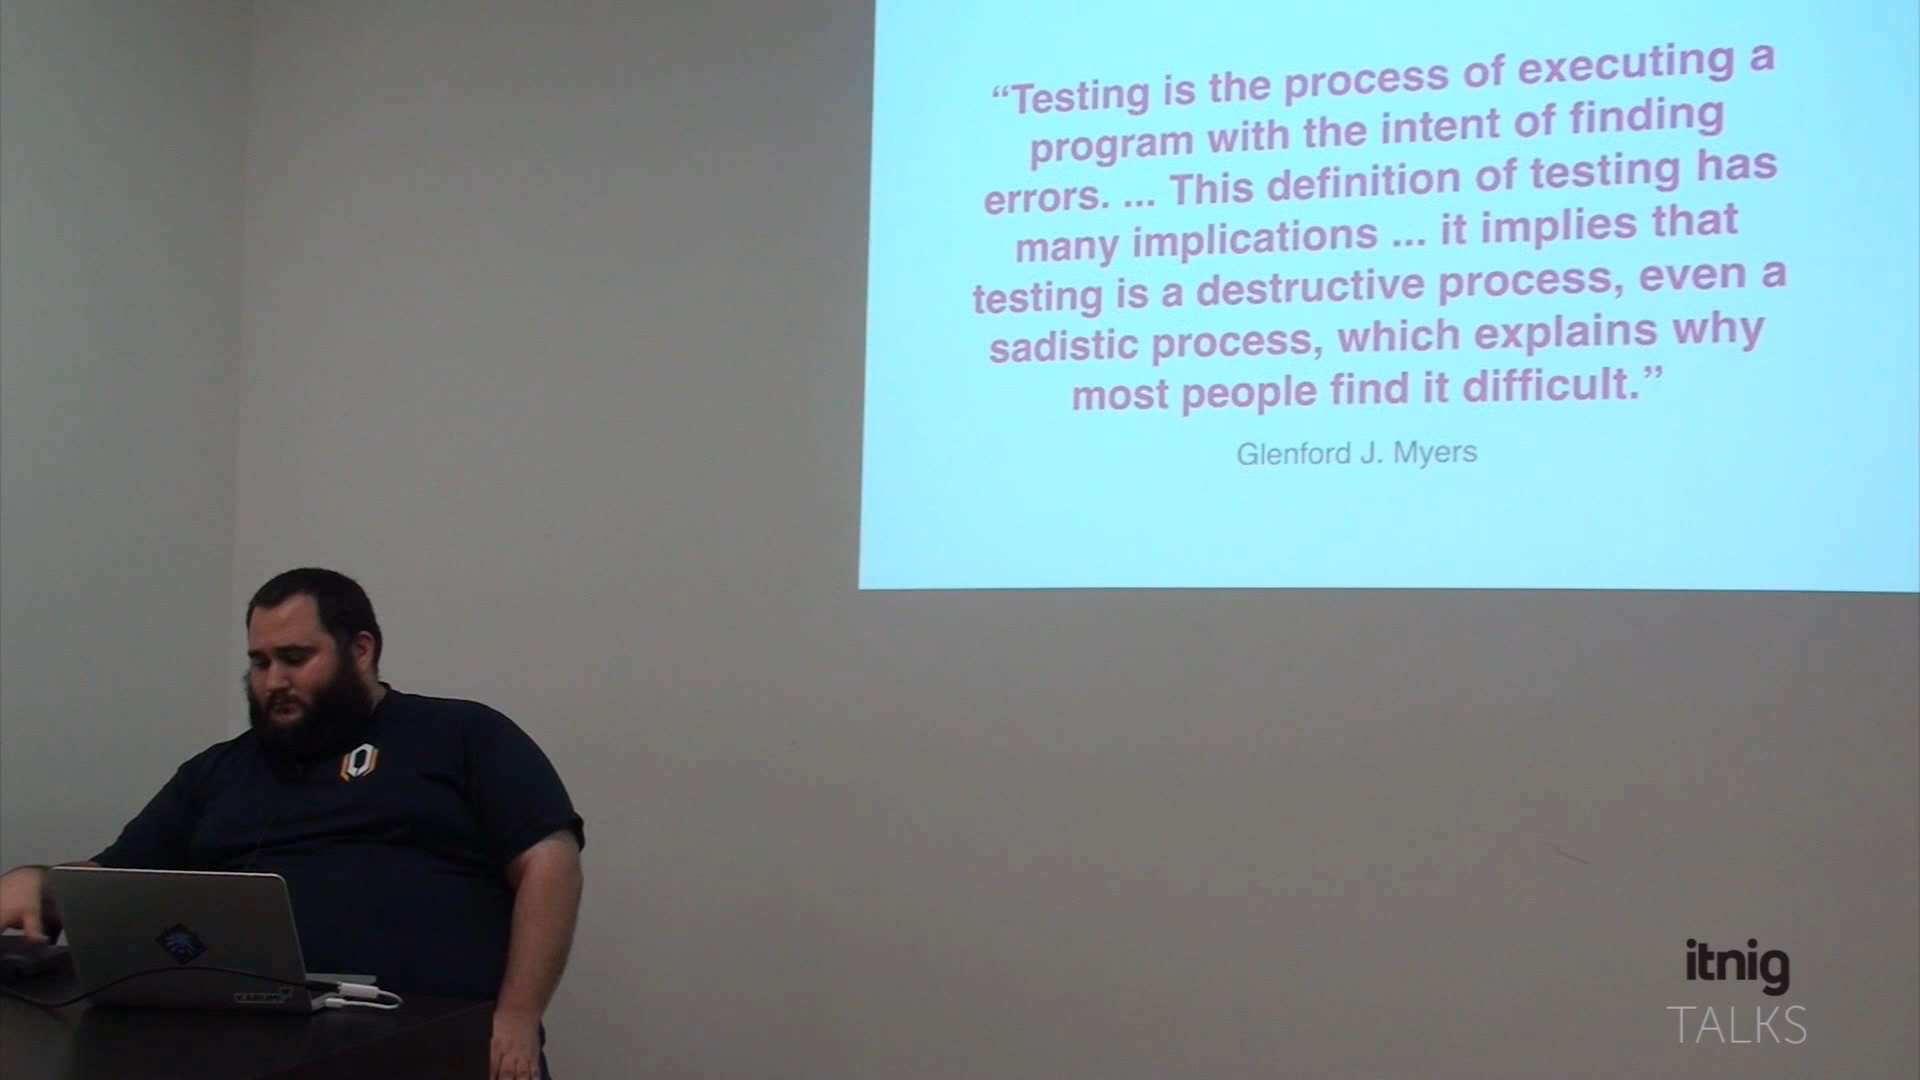 “Testing is the process of executing a
program with the intent of finding
errors. ... This definition of testing has
many implications ... it implies that
testing is a destructive process, even a
sadistic process, which explains why
most people find it difficult.”
Glenford J. Myers
KARUMI
itnig
TALKS